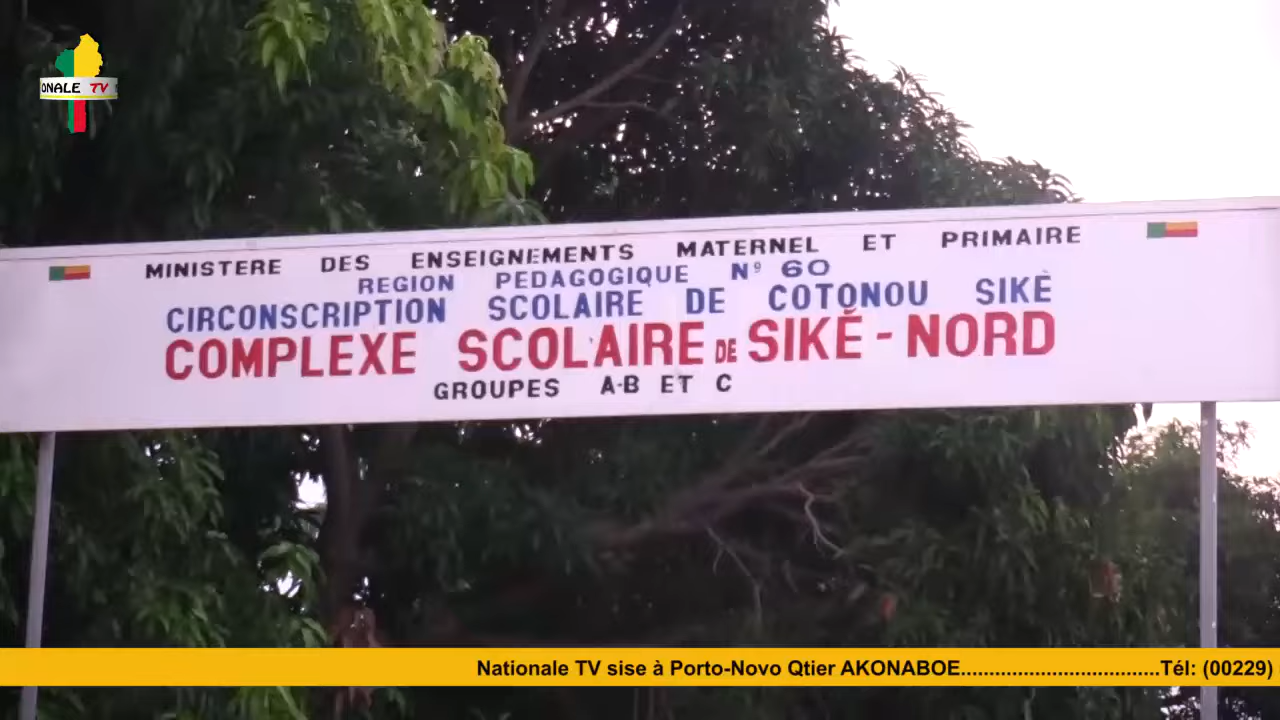 ONALE TV
MINISTERE DES ENSEIGNEMENTS MATERNEL ET PRIMAIRE
REGION PEDAGOGIQUE N° 60
CIRCONSCRIPTION SCOLAIRE DE COTONOU SIKÈ
COMPLEXE SCOLAIRE DE SIKÉ - NORD
GROUPES A-B ET C
Nationale TV sise à Porto-Novo Qtier AKONABOE...................................Tél: (00229)